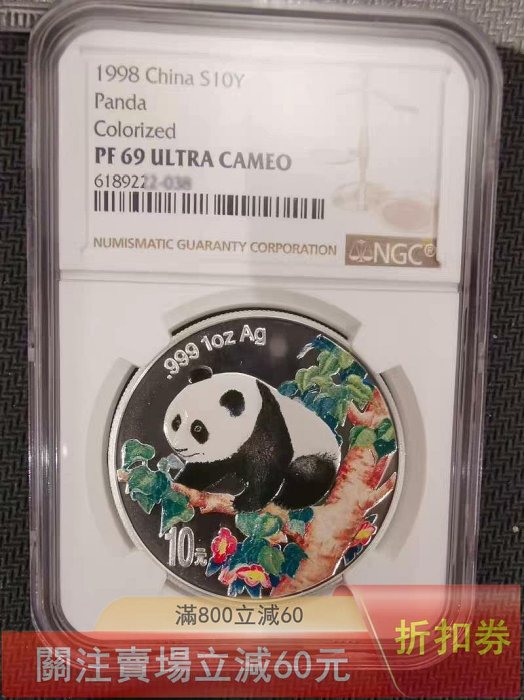 1998 China S10Y
Panda
Colorized
PF 69 ULTRA CAMEO
6189222-038
NUMISMATIC GUARANTY CORPORATION
NGC®
.999 1oz Ag
10元
滿800立減60
關注賣場立減60元
折扣券